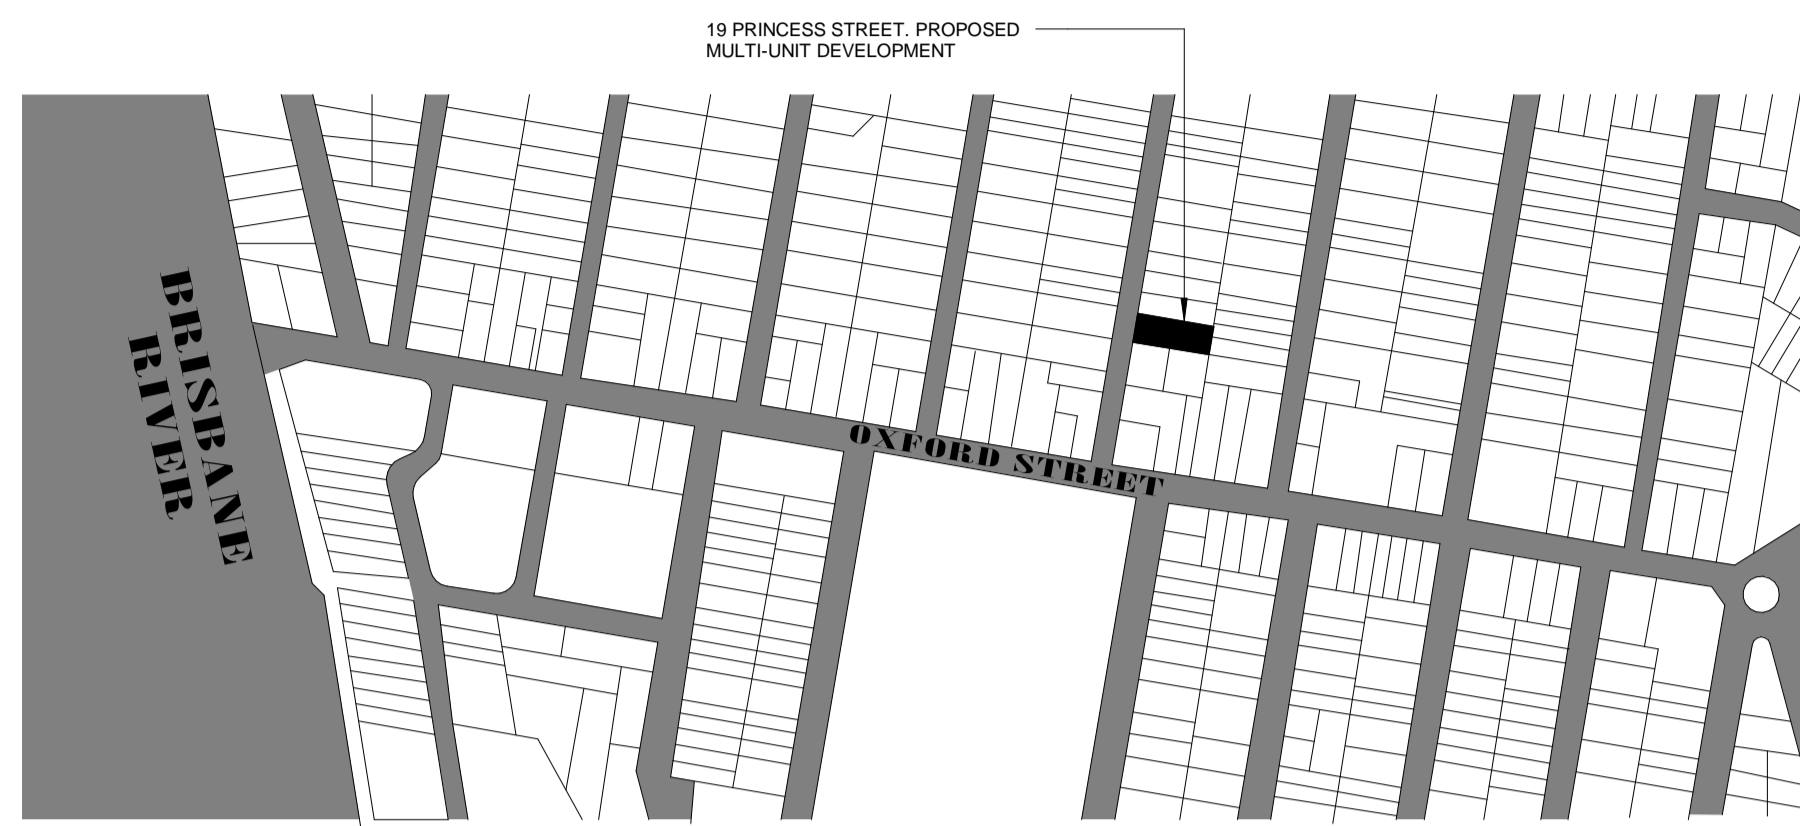 19 PRINCESS STREET. PROPOSED
MULTI-UNIT DEVELOPMENT
BRISBANE
RIVER
OXFORD STREET